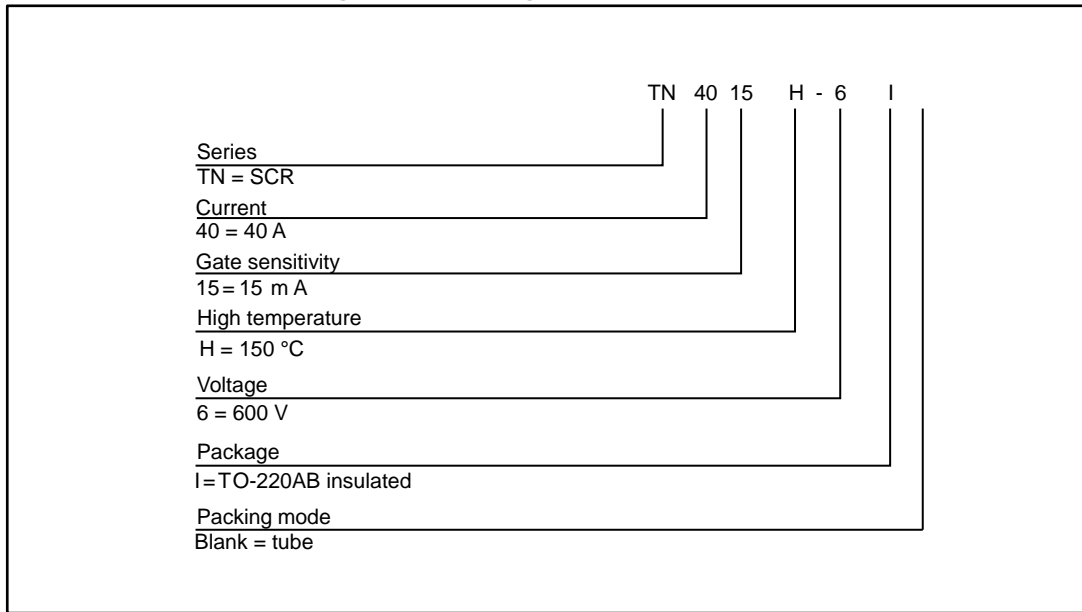 TN 40 15 H - 6 I
Series
TN = SCR
Current
40 = 40 A
Gate sensitivity
15 = 15 m A
High temperature
H = 150 °C
Voltage
6 = 600 V
Package
I = TO-220AB insulated
Packing mode
Blank = tube